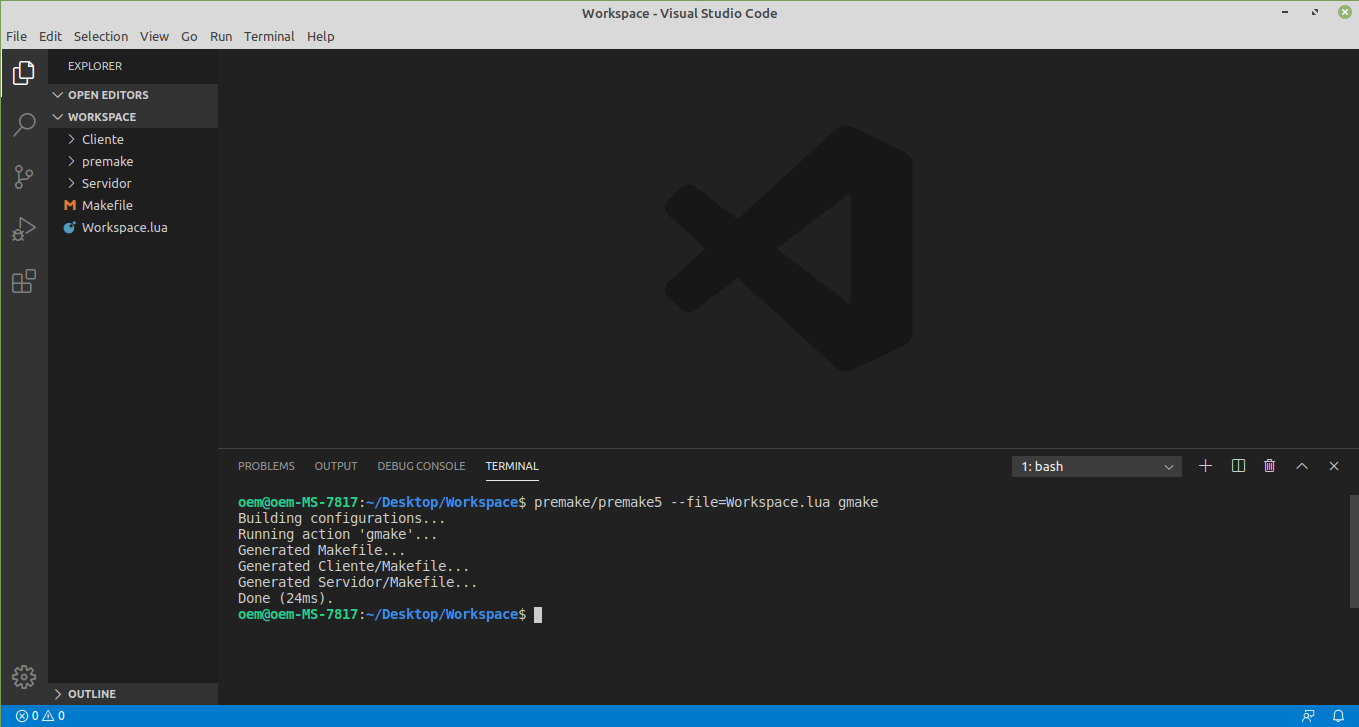 Workspace - Visual Studio Code
File Edit Selection View Go Run Terminal Help
EXPLORER
OPEN EDITORS
WORKSPACE
Cliente
premake
Servidor
Makefile
Workspace.lua
OUTLINE
PROBLEMS OUTPUT DEBUG CONSOLE TERMINAL
1: bash
oem@oem-MS-7817:~/Desktop/Workspace$ premake/premake5 --file=Workspace.lua gmake
Building configurations...
Running action 'gmake'...
Generated Makefile...
Generated Cliente/Makefile...
Generated Servidor/Makefile...
Done (24ms).
oem@oem-MS-7817:~/Desktop/Workspace$
0 0